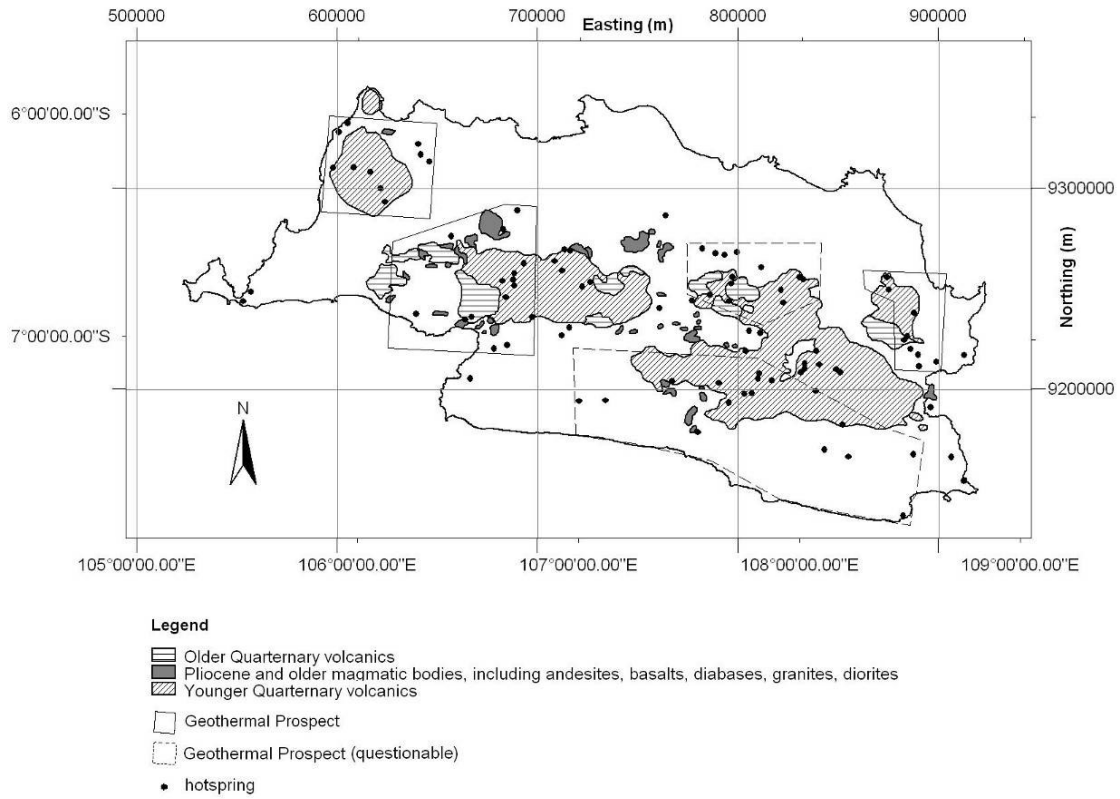 500000 600000 700000 800000 900000
Easting (m)
6°00'00.00"S
9300000
Northing (m)
7°00'00.00"S
9200000
N
105°00'00.00"E 106°00'00.00"E 107°00'00.00"E 108°00'00.00"E 109°00'00.00"E
Legend
Older Quarternary volcanics
Pliocene and older magmatic bodies, including andesites, basalts, diabases, granites, diorites
Younger Quarternary volcanics
Geothermal Prospect
Geothermal Prospect (questionable)
hotspring